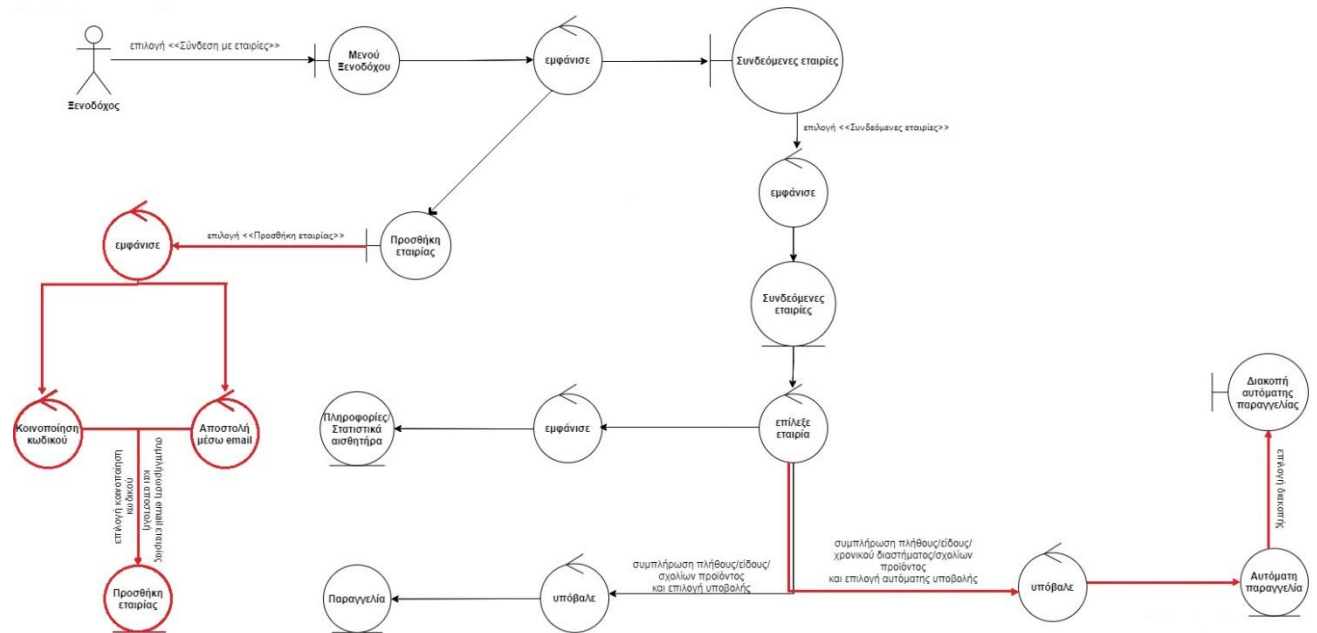 επιλογή <<Σύνδεση με εταιρίες>>
Ξενοδόχος
Μενού
Ξενοδόχου
εμφάνισε
Συνδεόμενες εταιρίες
επιλογή <<Συνδεόμενες εταιρίες>>
εμφάνισε
εμφάνισε
επιλογή <<Προσθήκη εταιρίας>>
Προσθήκη
εταιρίας
Συνδεόμενες
εταιρίες
Κοινοποίηση
κωδικού
Αποστολή
μέσω email
επιλογή κοινοποίηση
κωδικού
συμπλήρωση email εταιρίας
και αποστολή
Προσθήκη
εταιρίας
Πληροφορίες/
Στατιστικά
αισθητήρα
εμφάνισε
επίλεξε
εταιρία
Διακοπή
αυτόματης
παραγγελίας
επιλογή διακοπής
συμπλήρωση πλήθους/είδους/
σχολίων προϊόντος
και επιλογή υποβολής
συμπλήρωση πλήθους/είδους/
χρονικού διαστήματος/σχολίων
προϊόντος
και επιλογή αυτόματης υποβολής
Παραγγελία
υπόβαλε
υπόβαλε
Αυτόματη
παραγγελία